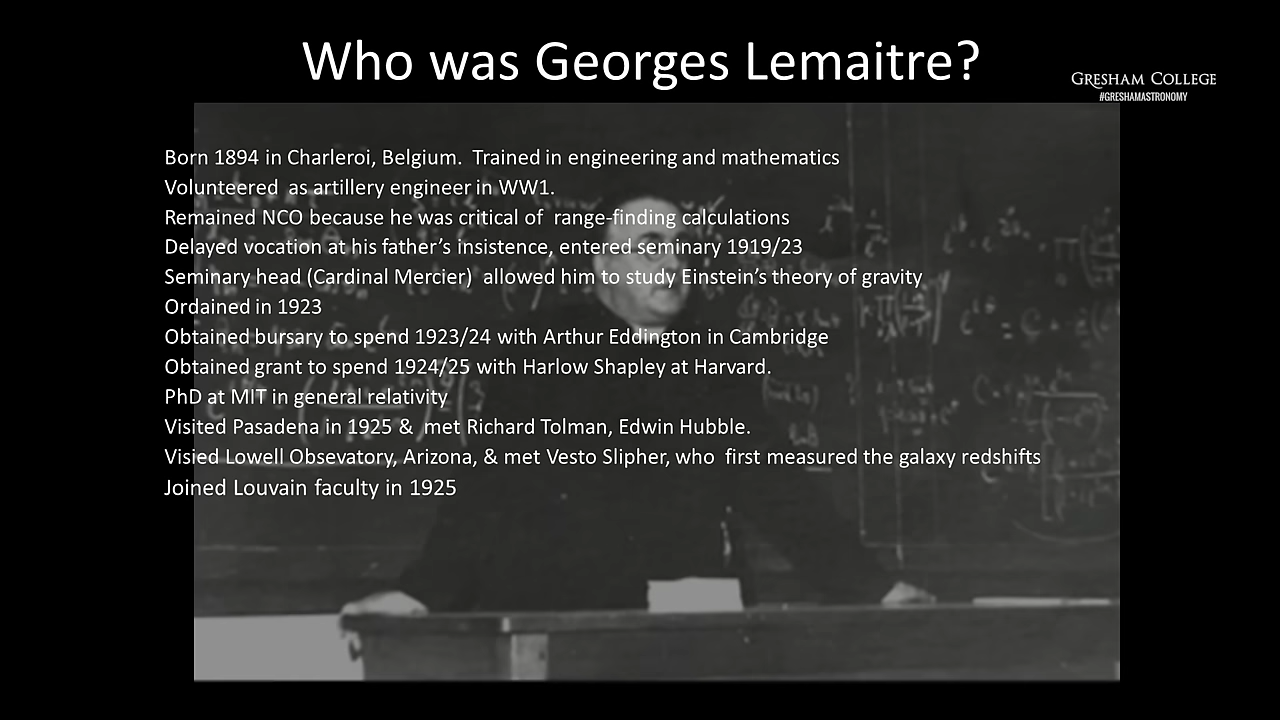 Who was Georges Lemaitre?
GRESHAM COLLEGE
#GRESHAMASTRONOMY
Born 1894 in Charleroi, Belgium.  Trained in engineering and mathematics
Volunteered  as artillery engineer in WW1.
Remained NCO because he was critical of  range-finding calculations
Delayed vocation at his father’s insistence, entered seminary 1919/23
Seminary head (Cardinal Mercier)  allowed him to study Einstein’s theory of gravity
Ordained in 1923
Obtained bursary to spend 1923/24 with Arthur Eddington in Cambridge
Obtained grant to spend 1924/25 with Harlow Shapley at Harvard.
PhD at MIT in general relativity
Visited Pasadena in 1925 &  met Richard Tolman, Edwin Hubble.
Visied Lowell Obsevatory, Arizona, & met Vesto Slipher, who  first measured the galaxy redshifts
Joined Louvain faculty in 1925